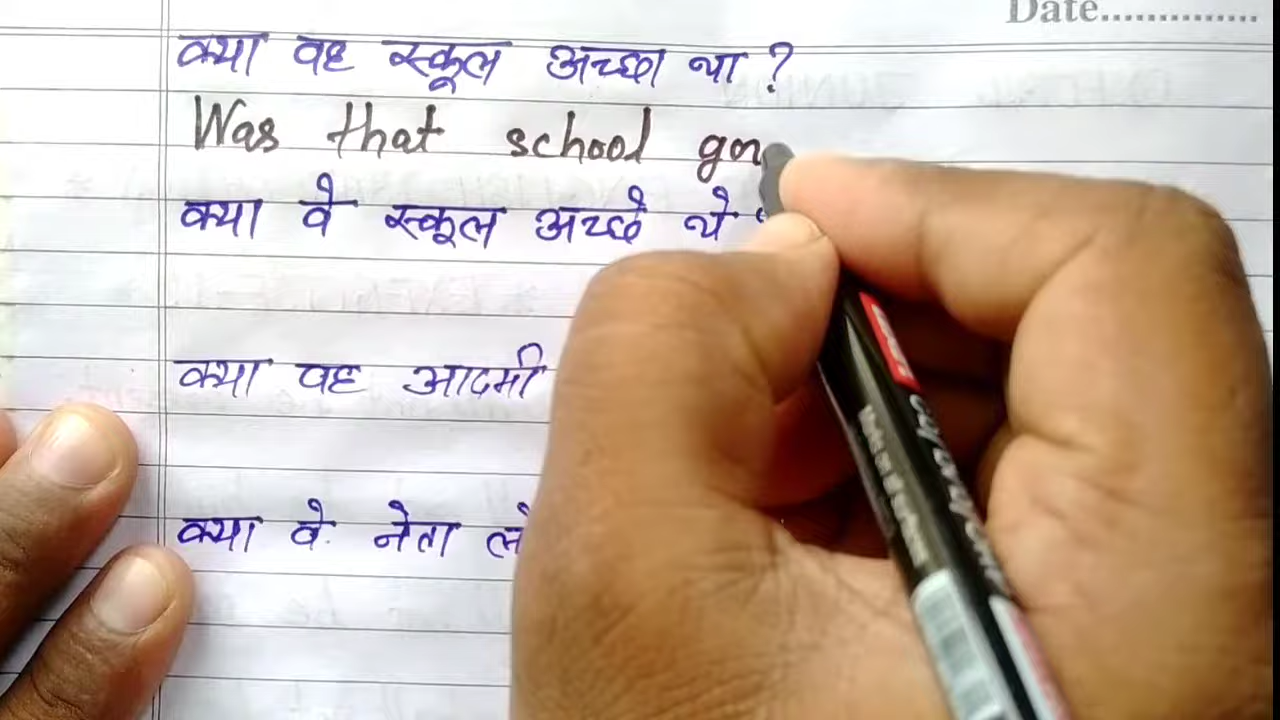 Date..............
क्या वह स्कूल अच्छा था ?
Was that school
क्या वे स्कूल अच्छे थे
क्या वह आदमी
क्या वे नेता